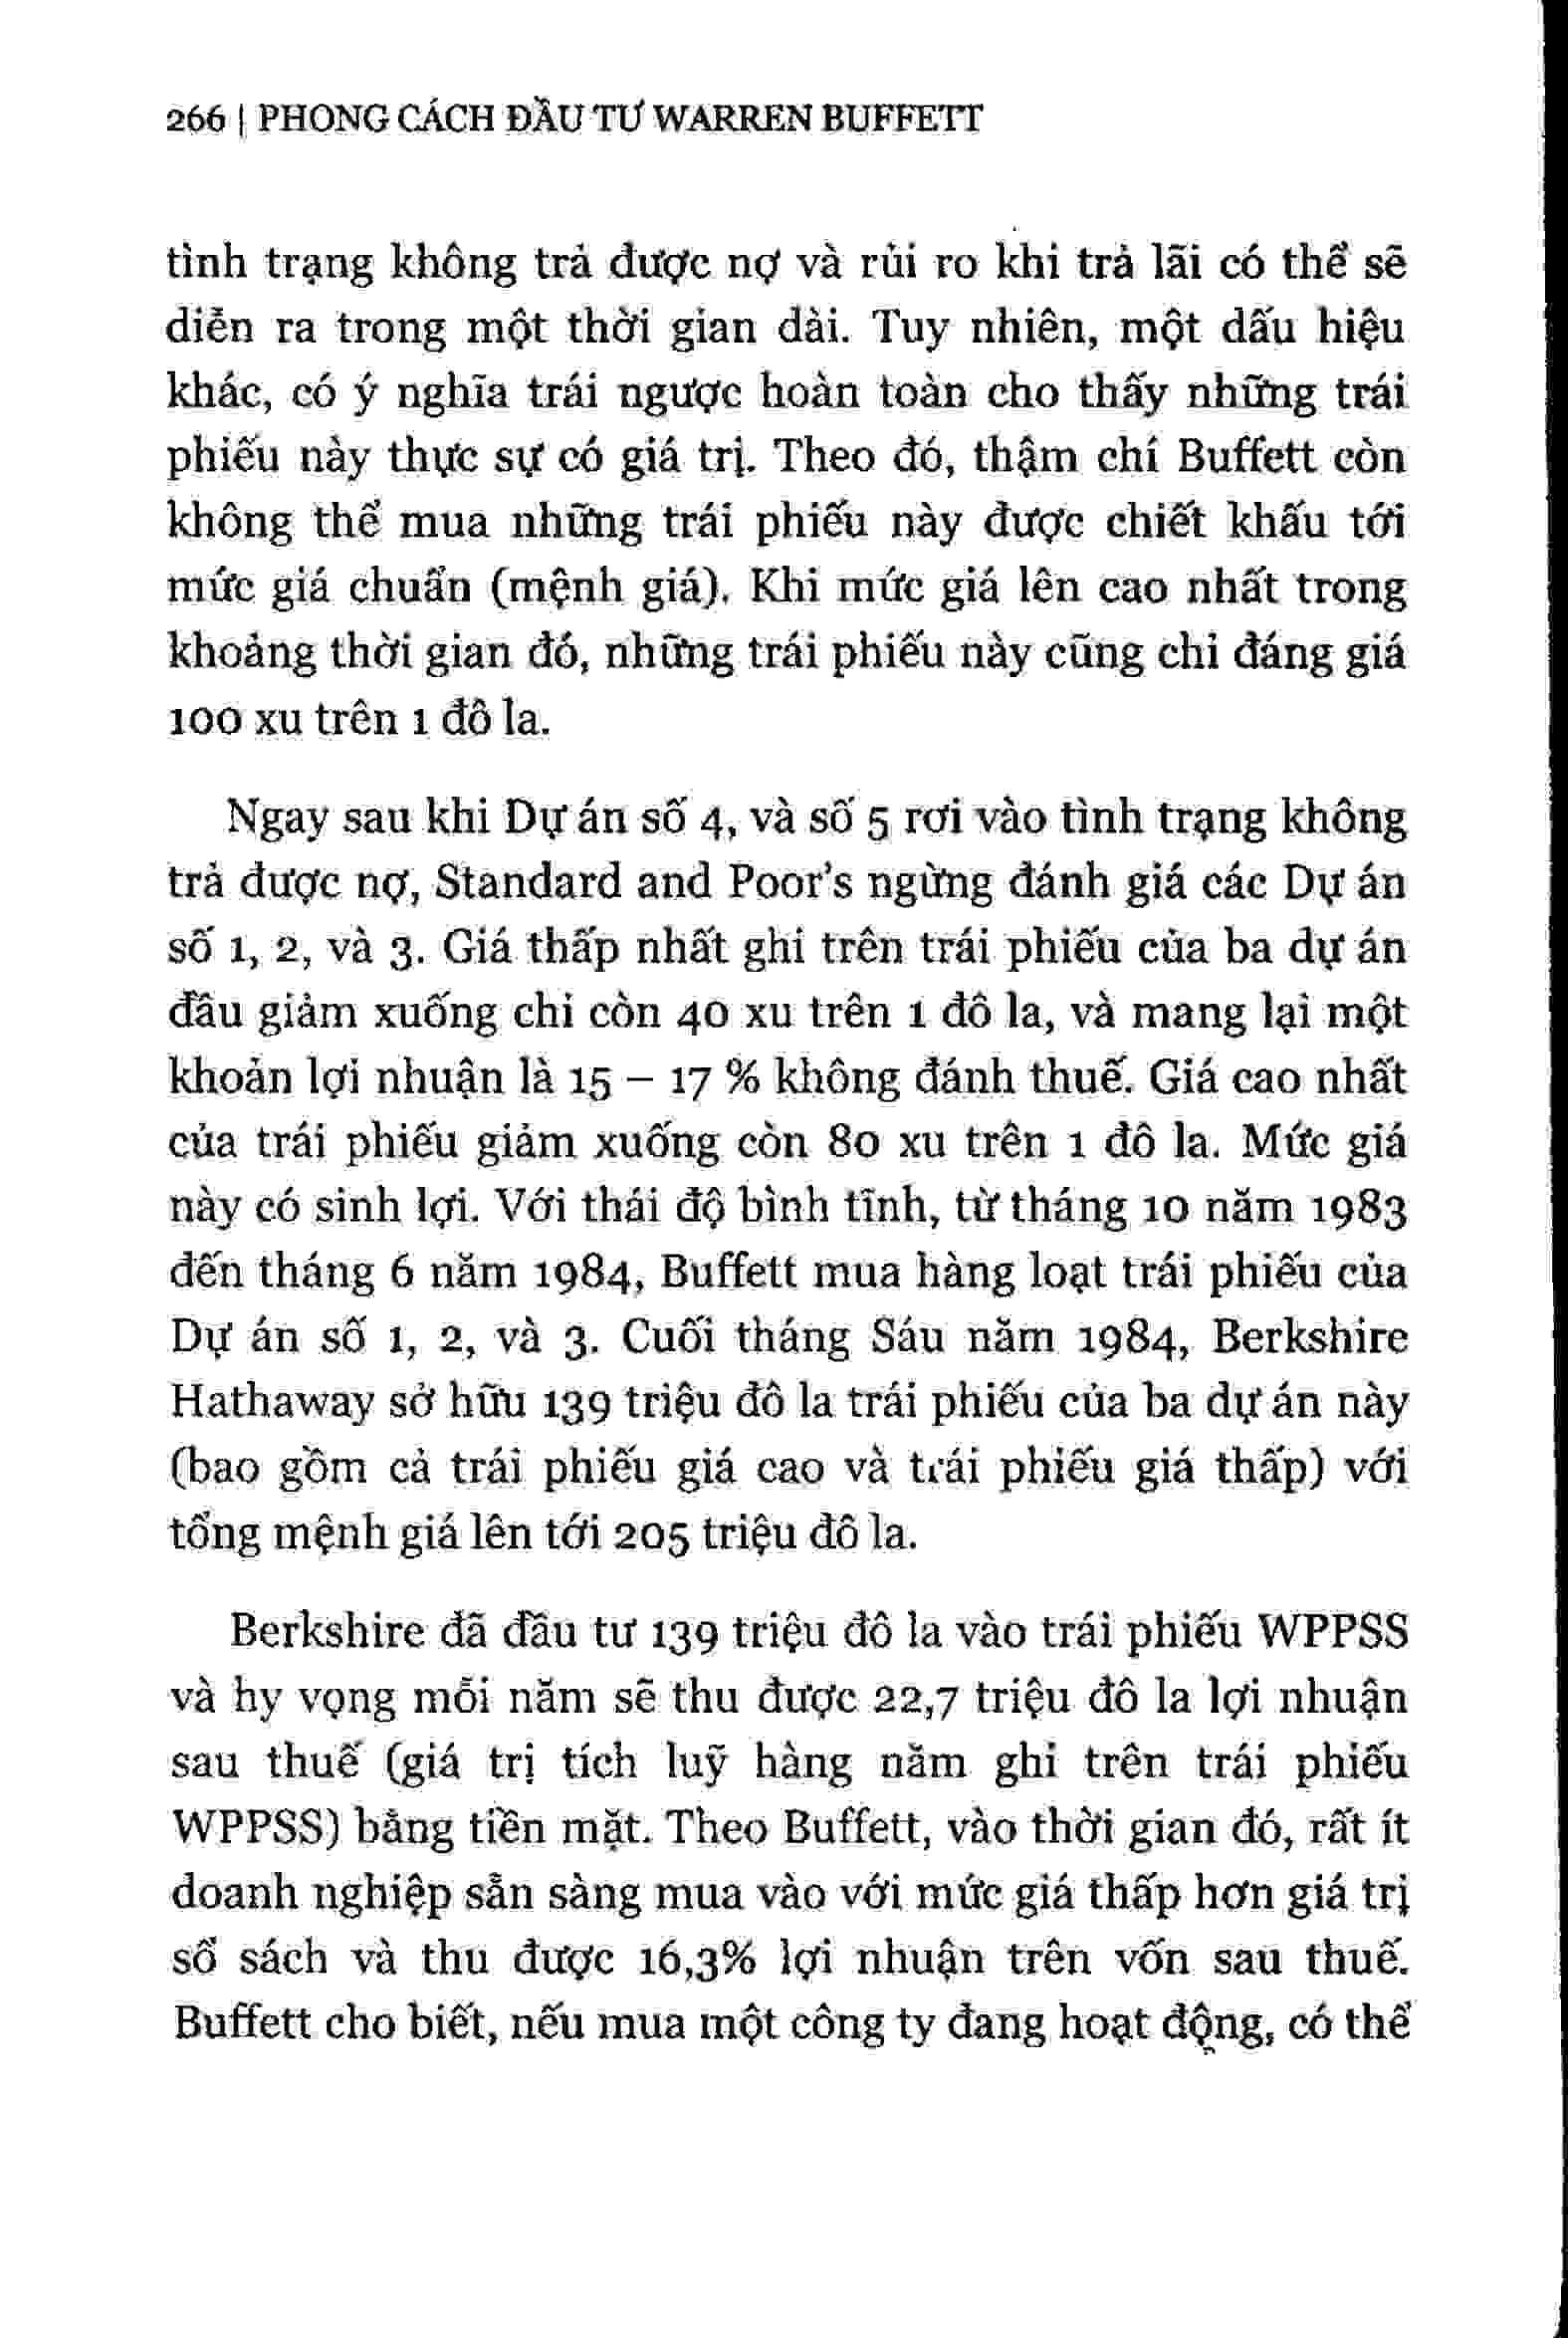 266 | PHONG CÁCH ĐẦU TƯ WARREN BUFFETT
tình trạng không trả được nợ và rủi ro khi trả lãi có thể sẽ
diễn ra trong một thời gian dài. Tuy nhiên, một dấu hiệu
khác, có ý nghĩa trái ngược hoàn toàn cho thấy những trái
phiếu này thực sự có giá trị. Theo đó, thậm chí Buffett còn
không thể mua những trái phiếu này được chiết khấu tới
mức giá chuẩn (mệnh giá). Khi mức giá lên cao nhất trong
khoảng thời gian đó, những trái phiếu này cũng chỉ đáng giá
100 xu trên 1 đô la.
Ngay sau khi Dự án số 4, và số 5 rơi vào tình trạng không
trả được nợ, Standard and Poor's ngừng đánh giá các Dự án
số 1, 2, và 3. Giá thấp nhất ghi trên trái phiếu của ba dự án
đầu giảm xuống chỉ còn 40 xu trên 1 đô la, và mang lại một
khoản lợi nhuận là 15 – 17 % không đánh thuế. Giá cao nhất
của trái phiếu giảm xuống còn 80 xu trên 1 đô la. Mức giá
này có sinh lợi. Với thái độ bình tĩnh, từ tháng 10 năm 1983
đến tháng 6 năm 1984, Buffett mua hàng loạt trái phiếu của
Dự án số 1, 2, và 3. Cuối tháng Sáu năm 1984, Berkshire
Hathaway sở hữu 139 triệu đô la trái phiếu của ba dự án này
(bao gồm cả trái phiếu giá cao và trái phiếu giá thấp) với
tổng mệnh giá lên tới 205 triệu đô la.
Berkshire đã đầu tư 139 triệu đô la vào trái phiếu WPPSS
và hy vọng mỗi năm sẽ thu được 22,7 triệu đô la lợi nhuận
sau thuế (giá trị tích luỹ hàng năm ghi trên trái phiếu
WPPSS) bằng tiền mặt. Theo Buffett, vào thời gian đó, rất ít
doanh nghiệp sẵn sàng mua vào với mức giá thấp hơn giá trị
sổ sách và thu được 16,3% lợi nhuận trên vốn sau thuế.
Buffett cho biết, nếu mua một công ty đang hoạt động, có thể